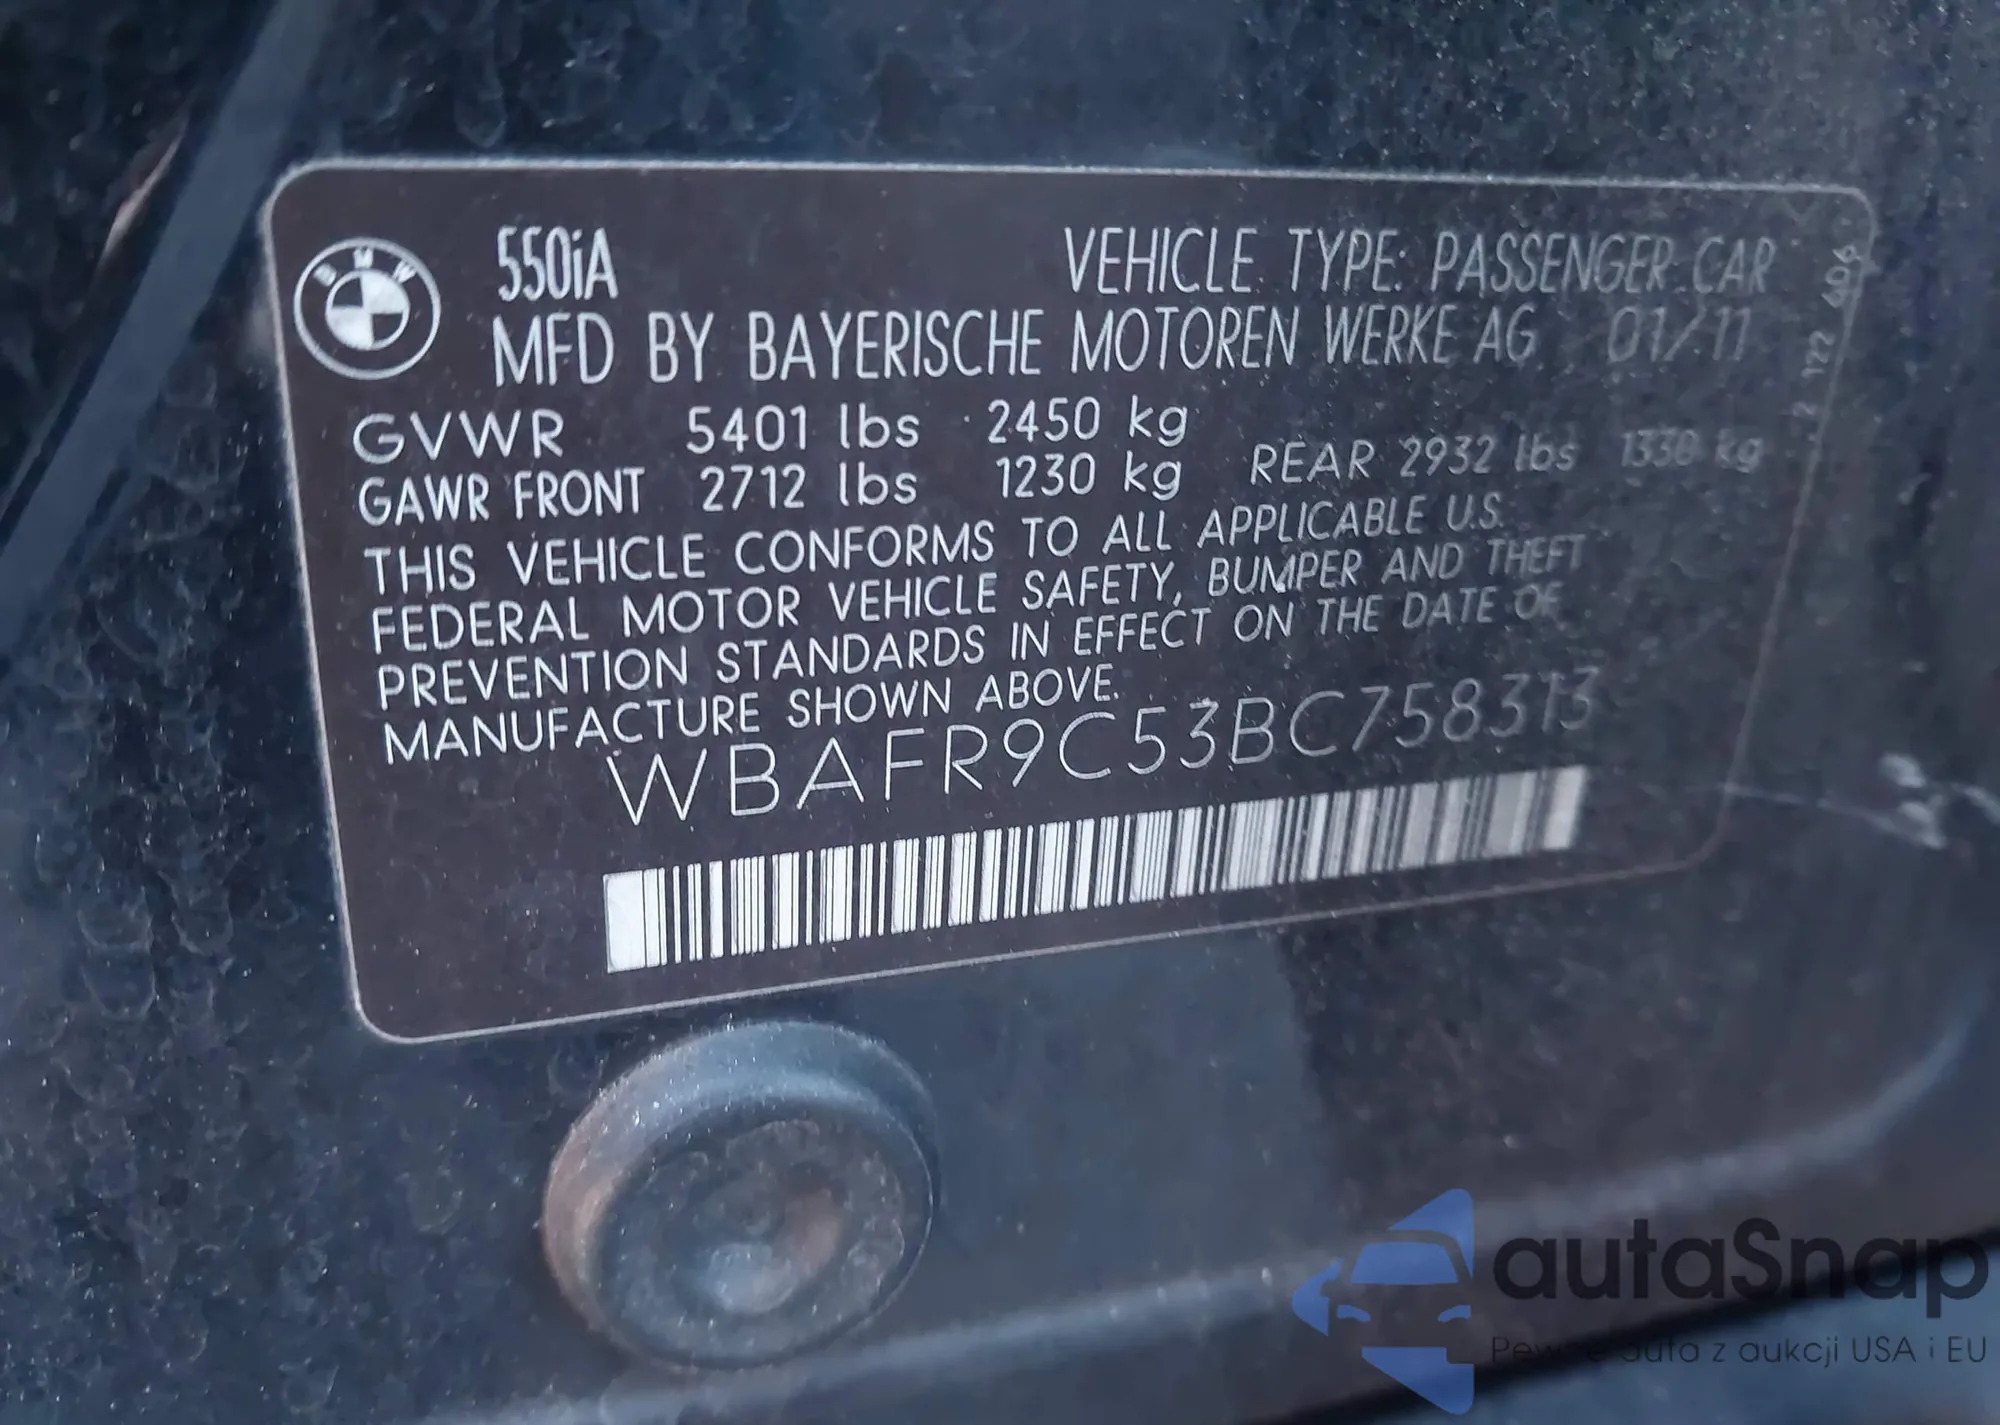 BMW
550iA VEHICLE TYPE: PASSENGER CAR
MFD BY BAYERISCHE MOTOREN WERKE AG 01/11
GVWR 5401 lbs 2450 kg
GAWR FRONT 2712 lbs 1230 kg REAR 2932 lbs 1330 kg
THIS VEHICLE CONFORMS TO ALL APPLICABLE U.S.
FEDERAL MOTOR VEHICLE SAFETY, BUMPER AND THEFT
PREVENTION STANDARDS IN EFFECT ON THE DATE OF
MANUFACTURE SHOWN ABOVE.
WBAFR9C53BC758313
autaSnap
Pewne auta z aukcji USA i EU